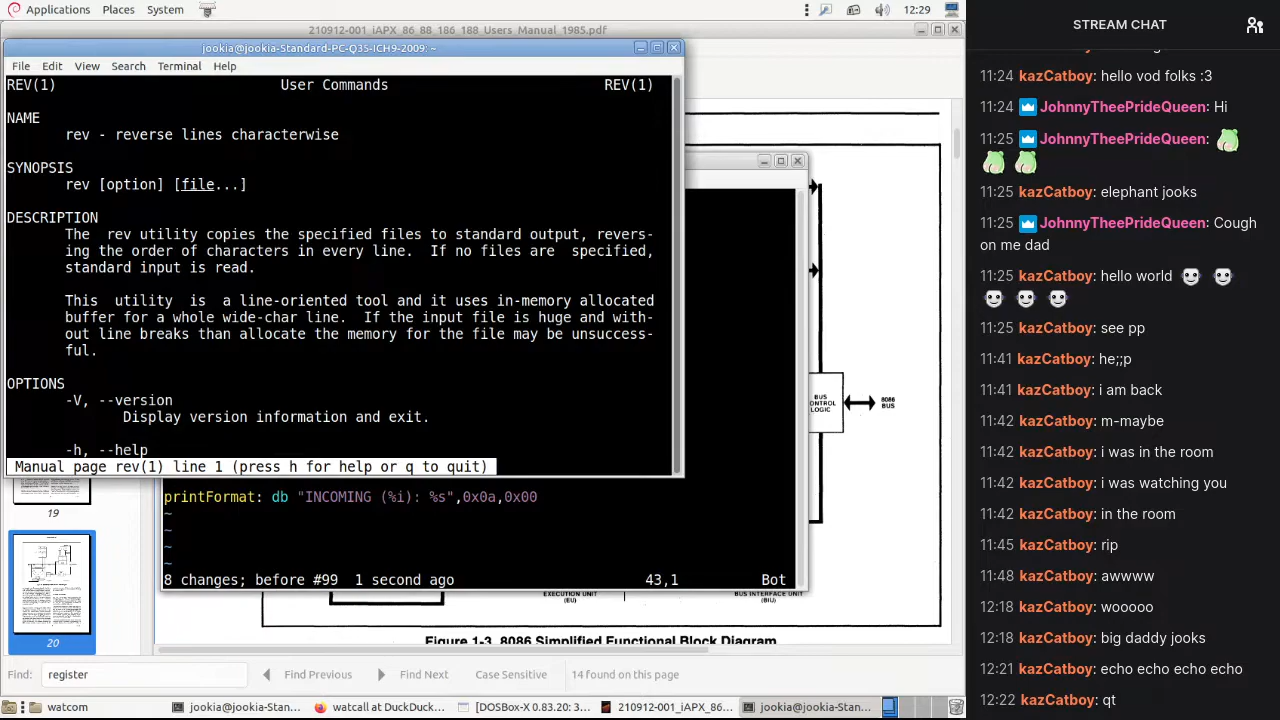 Applications Places System 12:29
210912-001_iAPX_86_88_186_188_Users_Manual_1985.pdf
jookia@jookia-Standard-PC-Q35-ICH9-2009: ~
File Edit View Search Terminal Help
REV(1) User Commands REV(1)
NAME
rev - reverse lines characterwise
SYNOPSIS
rev [option] [file...]
DESCRIPTION
The rev utility copies the specified files to standard output, revers-
ing the order of characters in every line. If no files are specified,
standard input is read.
This utility is a line-oriented tool and it uses in-memory allocated
buffer for a whole wide-char line. If the input file is huge and with-
out line breaks than allocate the memory for the file may be unsuccess-
ful.
OPTIONS
-V, --version
Display version information and exit.
-h, --help
Manual page rev(1) line 1 (press h for help or q to quit)
printFormat: db "INCOMING (%i): %s",0x0a,0x00
~
~
~
~
8 changes; before #99 1 second ago 43,1 Bot
BUS
CONTROL
LOGIC
8086
BUS
EXECUTION UNIT
(EU)
BUS INTERFACE UNIT
(BIU)
Figure 1-3 8086 Simplified Functional Block Diagram
19
20
Find: register Find Previous Find Next Case Sensitive 14 found on this page
watcom jookia@jookia-Stan... waCall at DuckDuc... [DOSBox-X 0.83.20: 3... 210912-001_iAPX_86... jookia@jookia-Stan...
STREAM CHAT
11:24 kazCatboy: hello vod folks :3
11:24 JohnnyTheePrideQueen: Hi
11:25 JohnnyTheePrideQueen:
11:25 kazCatboy: elephant jooks
11:25 JohnnyTheePrideQueen: Cough
on me dad
11:25 kazCatboy: hello world
11:25 kazCatboy: see pp
11:41 kazCatboy: he;;p
11:41 kazCatboy: i am back
11:42 kazCatboy: m-maybe
11:42 kazCatboy: i was in the room
11:42 kazCatboy: i was watching you
11:42 kazCatboy: in the room
11:45 kazCatboy: rip
11:48 kazCatboy: awwww
12:18 kazCatboy: wooooo
12:18 kazCatboy: big daddy jooks
12:21 kazCatboy: echo echo echo echo
12:22 kazCatboy: qt